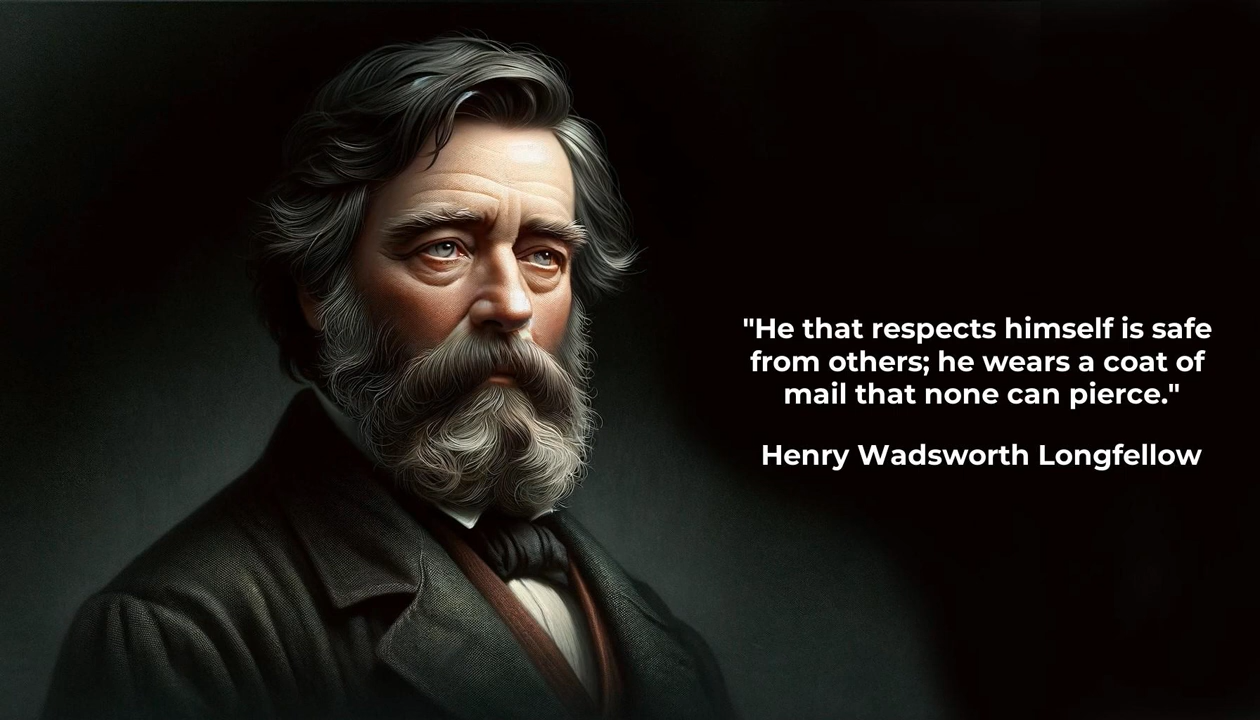 "He that respects himself is safe
from others; he wears a coat of
mail that none can pierce."
Henry Wadsworth Longfellow